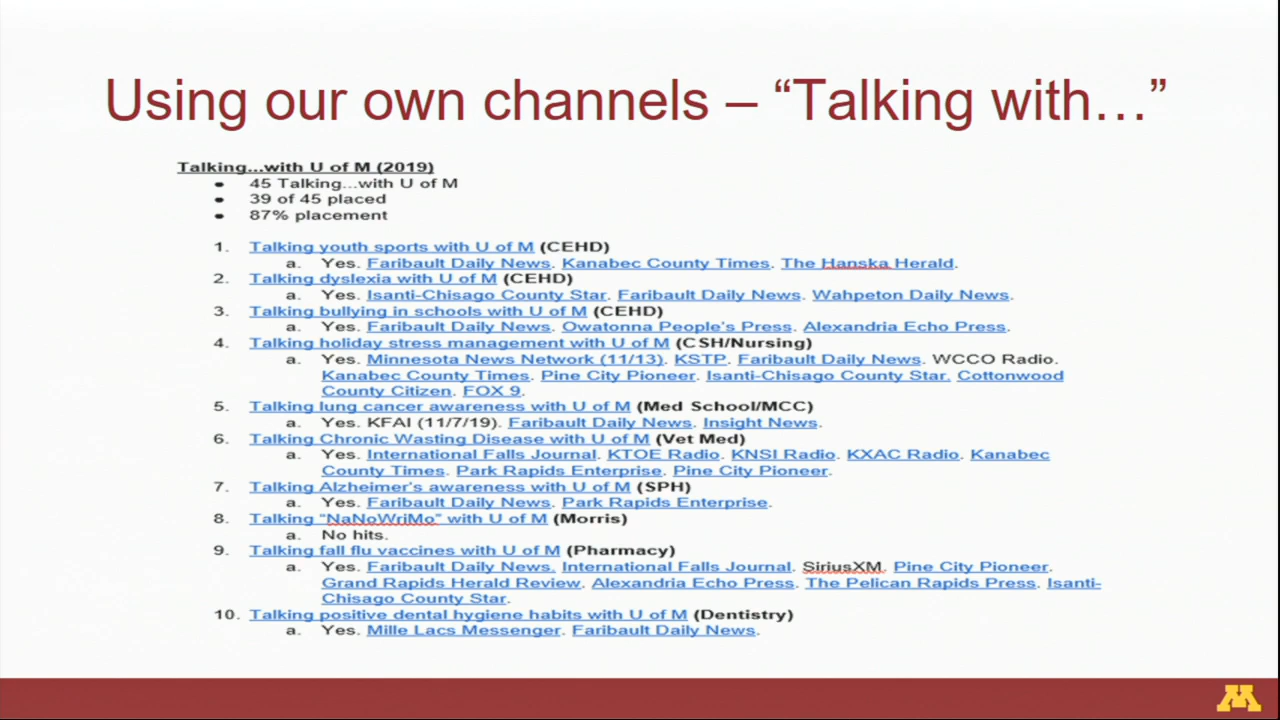 Using our own channels – “Talking with…”
Talking...with U of M (2019)
● 45 Talking...with U of M
● 39 of 45 placed
● 87% placement
1. Talking youth sports with U of M (CEHD)
a. Yes. Faribault Daily News. Kanabec County Times. The Hanska Herald.
2. Talking dyslexia with U of M (CEHD)
a. Yes. Isanti-Chisago County Star. Faribault Daily News. Wahpeton Daily News.
3. Talking bullying in schools with U of M (CEHD)
a. Yes. Faribault Daily News. Owatonna People's Press. Alexandria Echo Press.
4. Talking holiday stress management with U of M (CSH/Nursing)
a. Yes. Minnesota News Network (11/13). KSTP. Faribault Daily News. WCCO Radio.
Kanabec County Times. Pine City Pioneer. Isanti-Chisago County Star. Cottonwood
County Citizen. FOX 9.
5. Talking lung cancer awareness with U of M (Med School/MCC)
a. Yes. KFAI (11/7/19). Faribault Daily News. Insight News.
6. Talking Chronic Wasting Disease with U of M (Vet Med)
a. Yes. International Falls Journal. KTOE Radio. KNSI Radio. KXAC Radio. Kanabec
County Times. Park Rapids Enterprise. Pine City Pioneer.
7. Talking Alzheimer's awareness with U of M (SPH)
a. Yes. Faribault Daily News. Park Rapids Enterprise.
8. Talking “NaNoWriMo” with U of M (Morris)
a. No hits.
9. Talking fall flu vaccines with U of M (Pharmacy)
a. Yes. Faribault Daily News. International Falls Journal. SiriusXM. Pine City Pioneer.
Grand Rapids Herald Review. Alexandria Echo Press. The Pelican Rapids Press. Isanti-
Chisago County Star.
10. Talking positive dental hygiene habits with U of M (Dentistry)
a. Yes. Mille Lacs Messenger. Faribault Daily News.
M